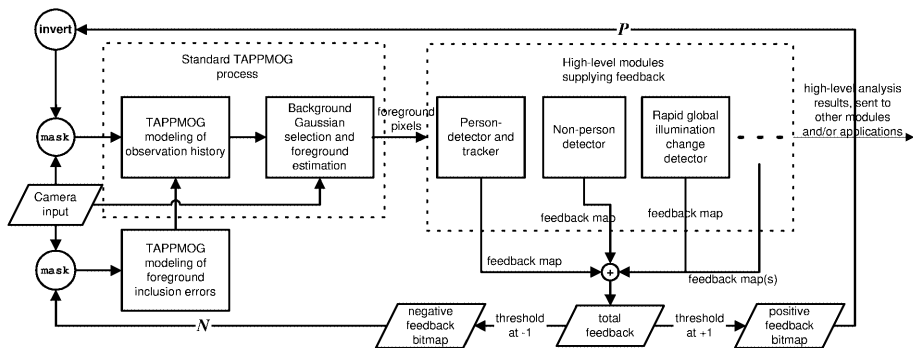 invert
P
Standard TAPPMOG
process
High-level modules
supplying feedback
high-level analysis
results, sent to
other modules
and/or applications
TAPPMOG
modeling of
observation history
Background
Gaussian
selection and
foreground
estimation
foreground
pixels
Person-
detector and
tracker
Non-person
detector
Rapid global
illumination
change
detector
mask
Camera
input
mask
TAPPMOG
modeling of
foreground
inclusion errors
feedback map
feedback map
feedback map
feedback map(s)
+
N
negative
feedback
bitmap
threshold
at -1
total
feedback
threshold
at +1
positive
feedback
bitmap